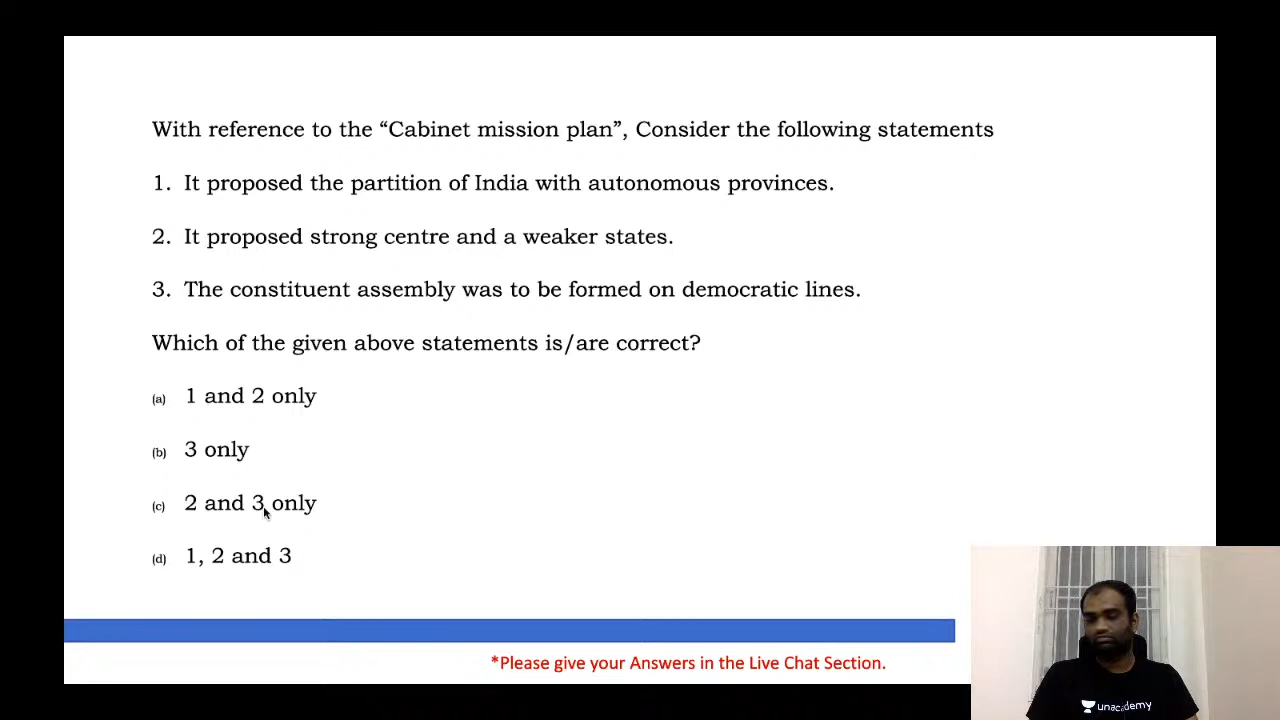 With reference to the “Cabinet mission plan”, Consider the following statements
1. It proposed the partition of India with autonomous provinces.
2. It proposed strong centre and a weaker states.
3. The constituent assembly was to be formed on democratic lines.
Which of the given above statements is/are correct?
(a) 1 and 2 only
(b) 3 only
(c) 2 and 3 only
(d) 1, 2 and 3
*Please give your Answers in the Live Chat Section.
unacademy